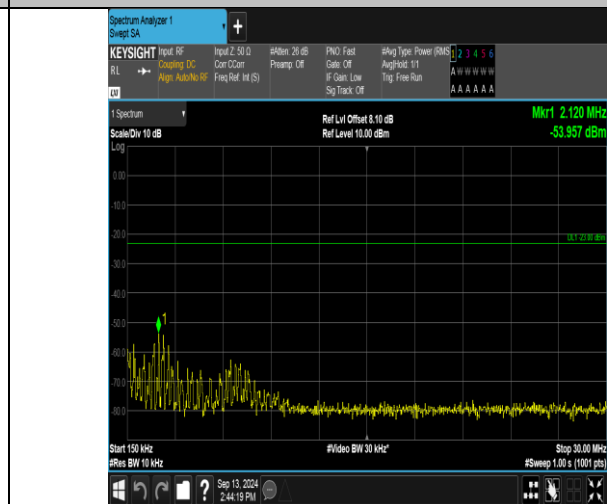 Spectrum Analyzer 1
Swept SA
+
KEYSIGHT Input: RF Input Z: 50 Ω #Atten: 26 dB PNO: Fast #Avg Type: Power (RMS 1 2 3 4 5 6
RL Coupling: DC Corr CCorr Preamp: Off Gate: Off Avg|Hold: 1/1 A W W W W W
Align: Auto/No RF Freq Ref: Int (S) IF Gain: Low Trig: Free Run
Sig Track: Off A A A A A A
LXI
1 Spectrum Ref Lvl Offset 8.10 dB Mkr1 2.120 MHz
Scale/Div 10 dB Ref Level 10.00 dBm -53.957 dBm
Log
0.00
-10.0
-20.0
DL1 -23.00 dBm
-30.0
-40.0
-50.0
1
-60.0
-70.0
-80.0
Start 150 kHz #Video BW 30 kHz* Stop 30.00 MHz
#Res BW 10 kHz #Sweep 1.00 s (1001 pts)
? Sep 13, 2024
2:44:19 PM